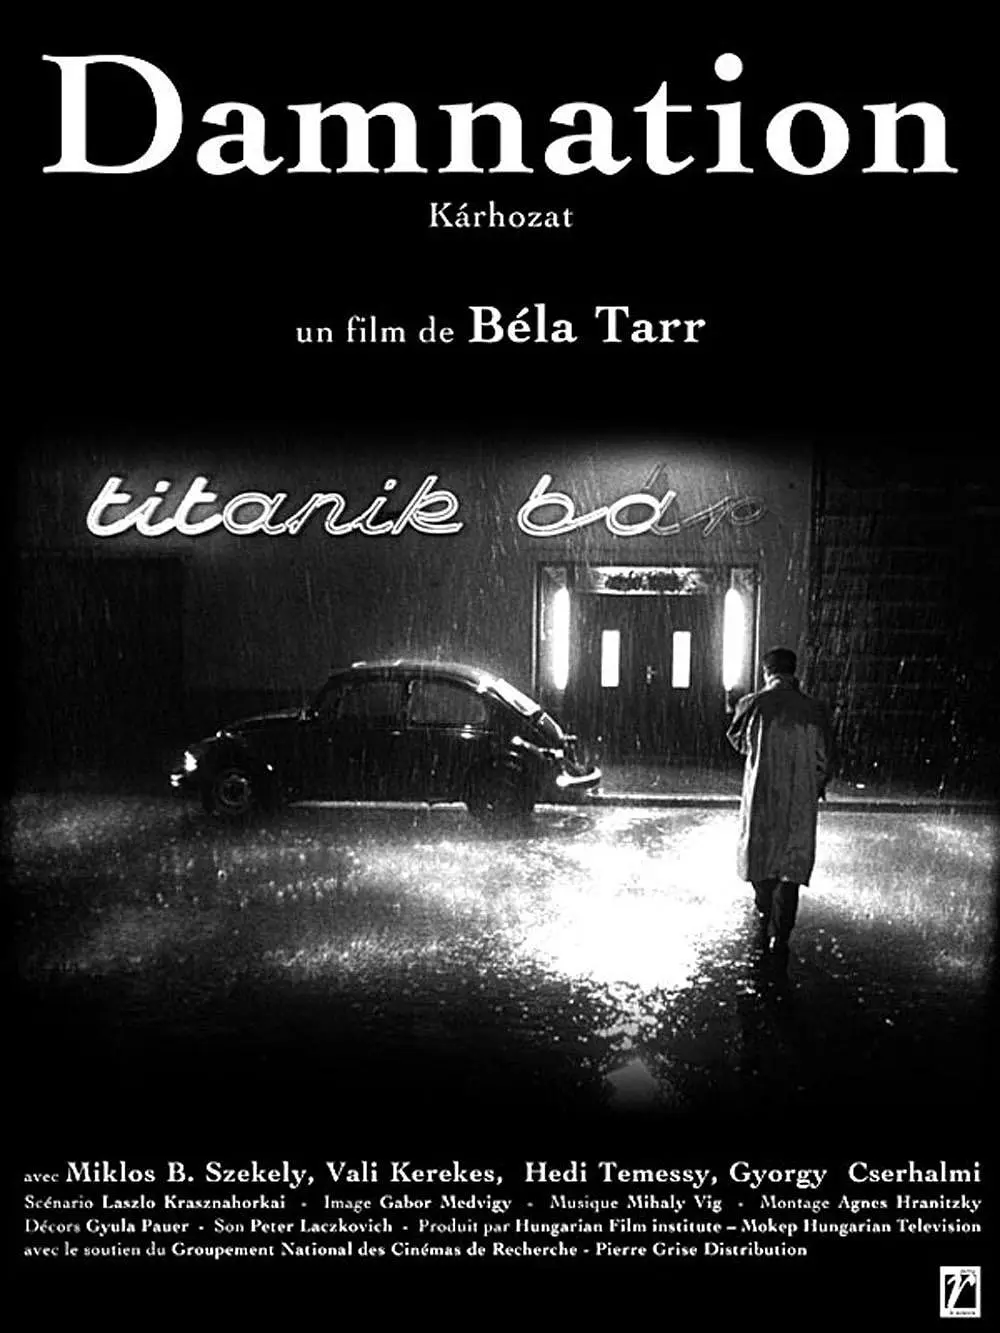 Damnation
Kárhozat
un film de Béla Tarr
titanik bár
avec Miklos B. Szekely, Vali Kerekes, Hedi Temessy, Gyorgy Cserhalmi
Scénario Laszlo Krasznahorkai - Image Gabor Medvigy - Musique Mihaly Vig - Montage Agnes Hranitzky
Décors Gyula Pauer - Son Peter Laczkovich - Produit par Hungarian Film institute – Mokep Hungarian Television
avec le soutien du Groupement National des Cinémas de Recherche - Pierre Grise Distribution